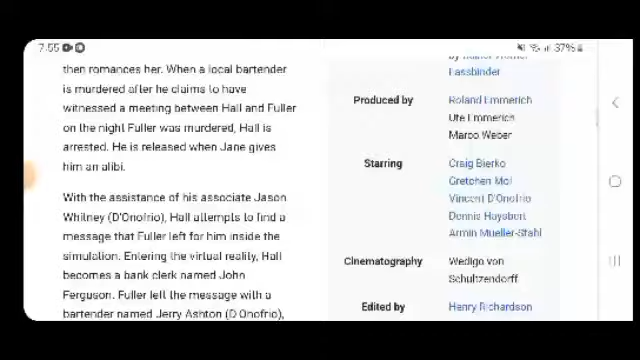 7:55
37%
then romances her. When a local bartender
is murdered after he claims to have
witnessed a meeting between Hall and Fuller
on the night Fuller was murdered, Hall is
arrested. He is released when Jane gives
him an alibi.
With the assistance of his associate Jason
Whitney (D'Onofrio), Hall attempts to find a
message that Fuller left for him inside the
simulation. Entering the virtual reality, Hall
becomes a bank clerk named John
Ferguson. Fuller left the message with a
bartender named Jerry Ashton (D'Onofrio),
Fassbinder
Produced by
Roland Emmerich
Ute Emmerich
Marco Weber
Starring
Craig Bierko
Gretchen Mol
Vincent D'Onofrio
Dennis Haysbert
Armin Mueller-Stahl
Cinematography
Wedigo von
Schultzendorff
Edited by
Henry Richardson